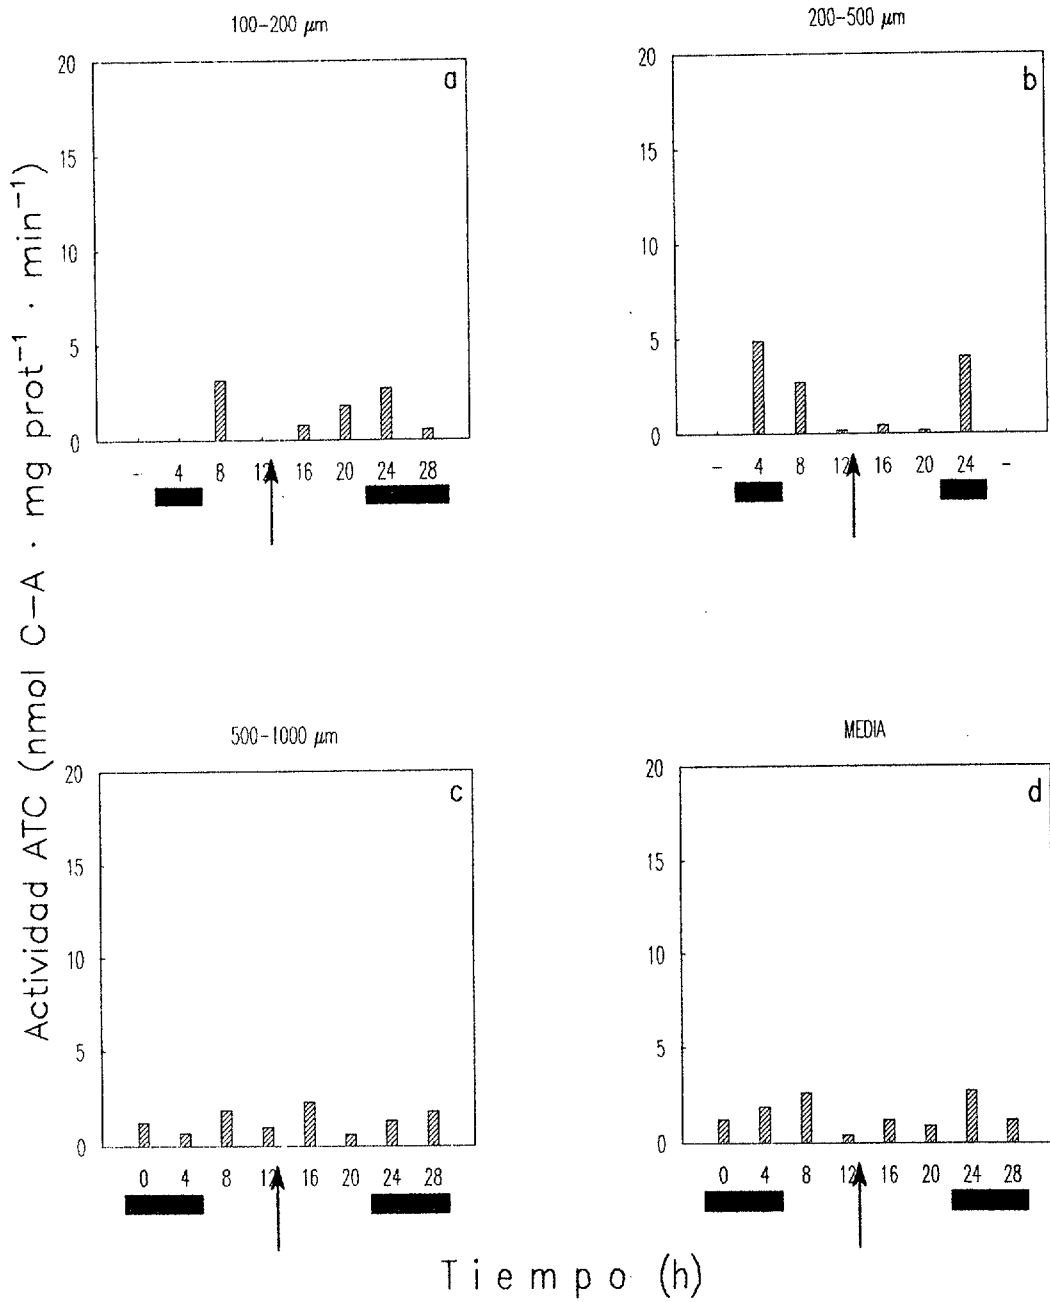 Actividad ATC (nmol C-A · mg prot⁻¹ · min⁻¹)
100-200 μm
a
20
15
10
5
0
- 4 8 12 16 20 24 28
200-500 μm
b
20
15
10
5
0
- 4 8 12 16 20 24 -
500-1000 μm
c
20
15
10
5
0
0 4 8 12 16 20 24 28
MEDIA
d
20
15
10
5
0
0 4 8 12 16 20 24 28
Tiempo (h)